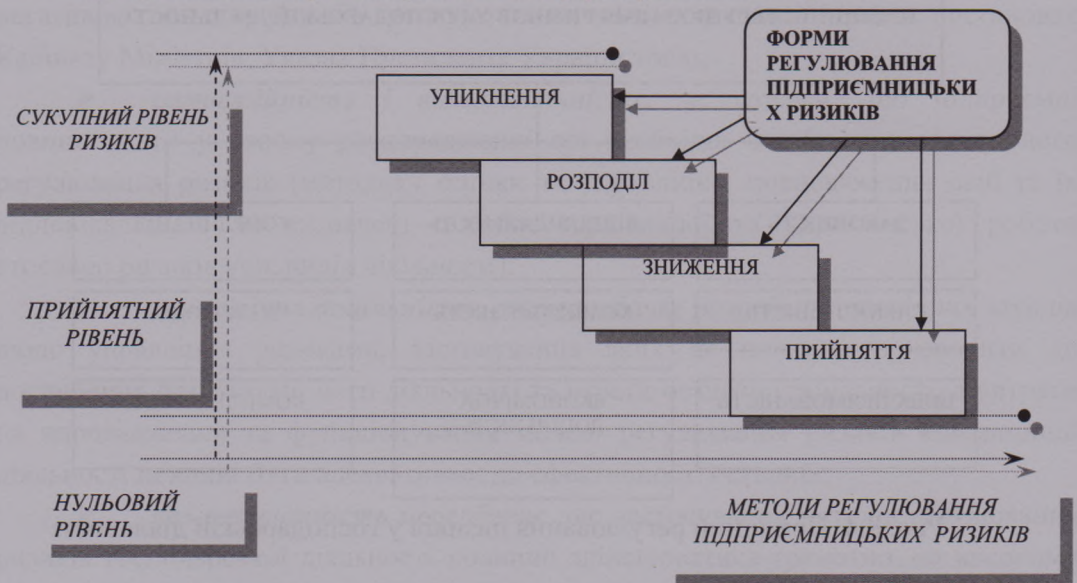 ФОРМИ
РЕГУЛЮВАННЯ
ПІДПРИЄМНИЦЬКИ
Х РИЗИКІВ
УНИКНЕННЯ
СУКУПНИЙ РІВЕНЬ
РИЗИКІВ
РОЗПОДІЛ
ЗНИЖЕННЯ
ПРИЙНЯТНИЙ
РІВЕНЬ
ПРИЙНЯТТЯ
НУЛЬОВИЙ
РІВЕНЬ
МЕТОДИ РЕГУЛЮВАННЯ
ПІДПРИЄМНИЦЬКИХ РИЗИКІВ